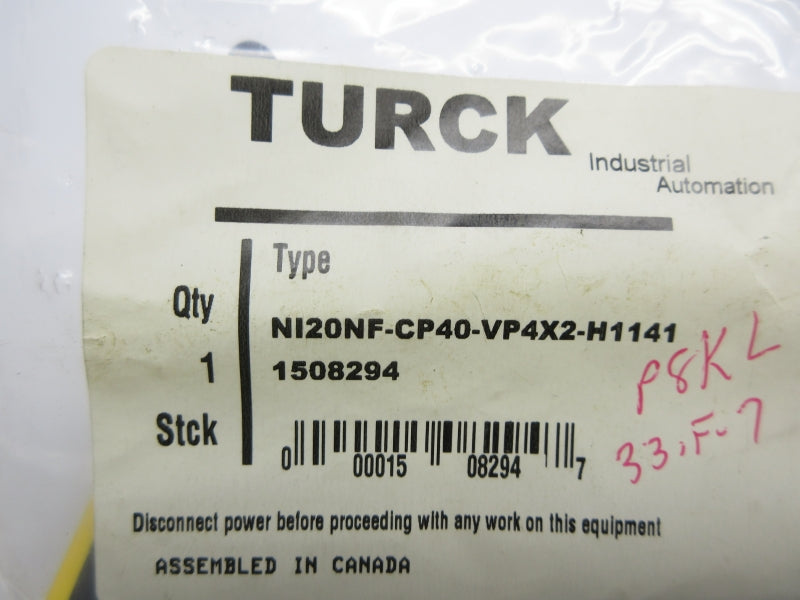 TURCK
Industrial
Automation
Type
Qty
NI20NF-CP40-VP4X2-H1141
1
1508294
P8KL
33.F-7
Stck
0 00015 08294 7
Disconnect power before proceeding with any work on this equipment
ASSEMBLED IN CANADA